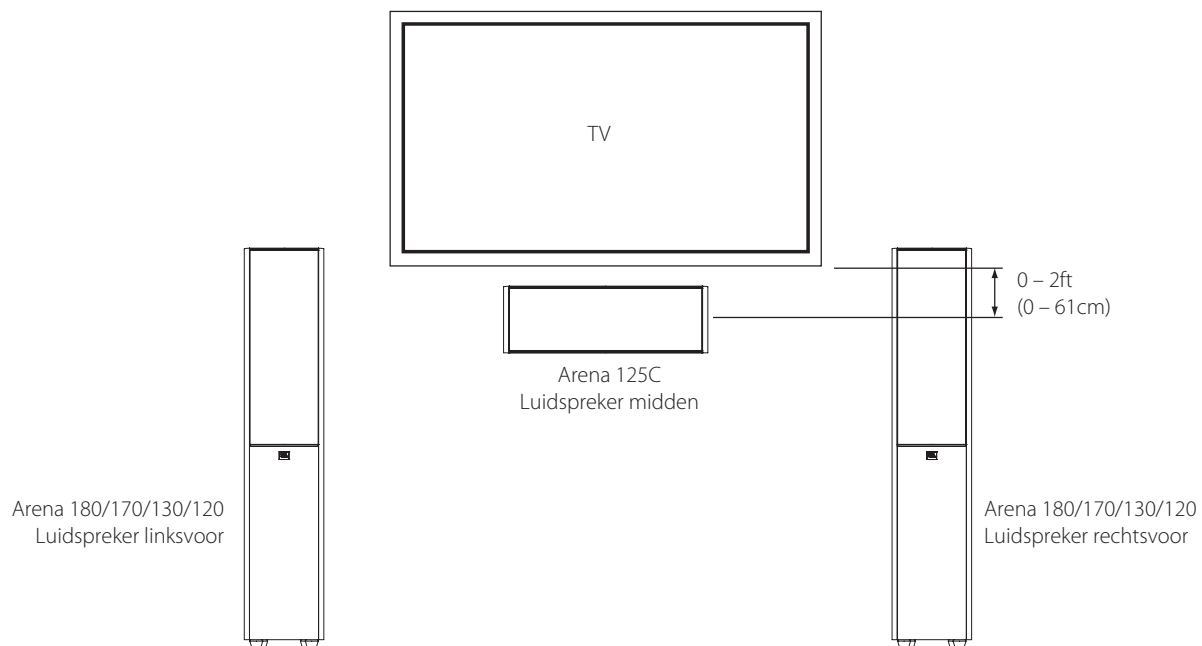 TV
0 – 2ft
(0 – 61cm)
Arena 125C
Luidspreker midden
Arena 180/170/130/120
Luidspreker linksvoor
Arena 180/170/130/120
Luidspreker rechtsvoor